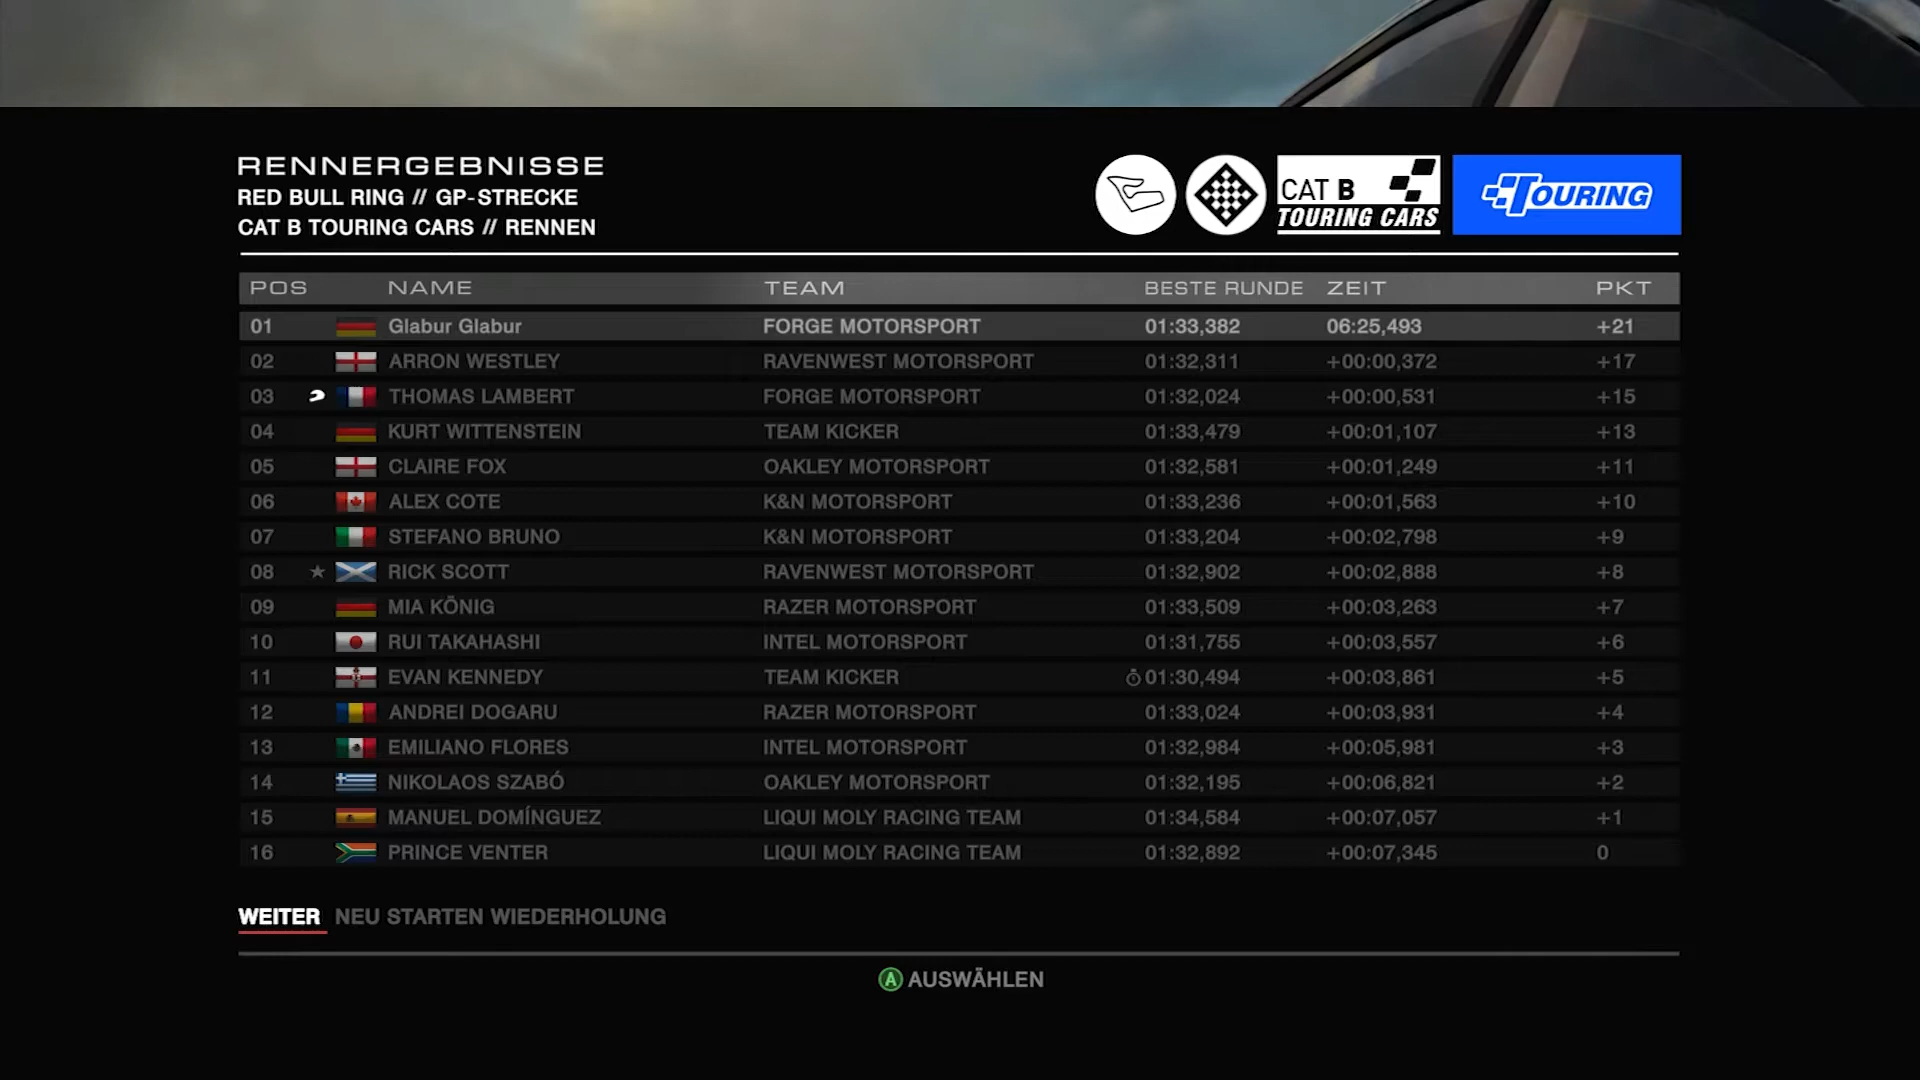 RENNERGEBNISSE
RED BULL RING // GP-STRECKE
CAT B TOURING CARS // RENNEN
CAT B
TOURING CARS
TOURING
POS NAME TEAM BESTE RUNDE ZEIT PKT
01 Glabur Glabur FORGE MOTORSPORT 01:33,382 06:25,493 +21
02 ARRON WESTLEY RAVENWEST MOTORSPORT 01:32,311 +00:00,372 +17
03 THOMAS LAMBERT FORGE MOTORSPORT 01:32,024 +00:00,531 +15
04 KURT WITTENSTEIN TEAM KICKER 01:33,479 +00:01,107 +13
05 CLAIRE FOX OAKLEY MOTORSPORT 01:32,581 +00:01,249 +11
06 ALEX COTE K&N MOTORSPORT 01:33,236 +00:01,563 +10
07 STEFANO BRUNO K&N MOTORSPORT 01:33,204 +00:02,798 +9
08 RICK SCOTT RAVENWEST MOTORSPORT 01:32,902 +00:02,888 +8
09 MIA KÖNIG RAZER MOTORSPORT 01:33,509 +00:03,263 +7
10 RUI TAKAHASHI INTEL MOTORSPORT 01:31,755 +00:03,557 +6
11 EVAN KENNEDY TEAM KICKER 01:30,494 +00:03,861 +5
12 ANDREI DOGARU RAZER MOTORSPORT 01:33,024 +00:03,931 +4
13 EMILIANO FLORES INTEL MOTORSPORT 01:32,984 +00:05,981 +3
14 NIKOLAOS SZABÓ OAKLEY MOTORSPORT 01:32,195 +00:06,821 +2
15 MANUEL DOMÍNGUEZ LIQUI MOLY RACING TEAM 01:34,584 +00:07,057 +1
16 PRINCE VENTER LIQUI MOLY RACING TEAM 01:32,892 +00:07,345 0
WEITER NEU STARTEN WIEDERHOLUNG
A AUSWÄHLEN